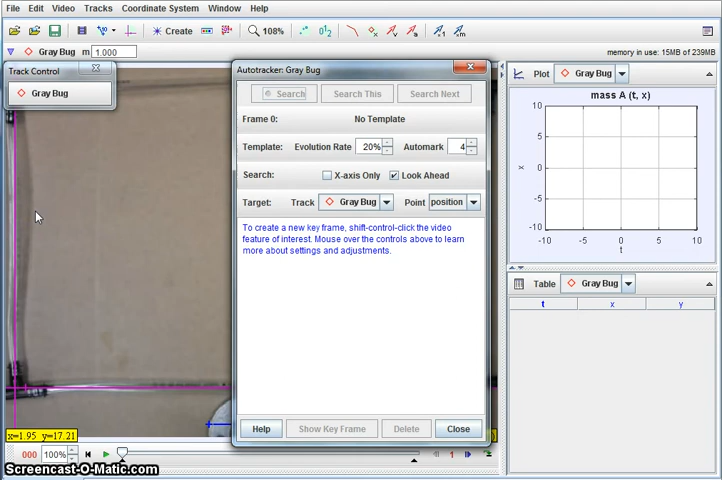 File Edit Video Tracks Coordinate System Window Help
Create 108%
Gray Bug m 1.000 memory in use: 15MB of 239MB
Track Control
Gray Bug
Autotracker: Gray Bug
Search Search This Search Next
Frame 0: No Template
Template: Evolution Rate 20% Automark 4
Search: X-axis Only Look Ahead
Target: Track Gray Bug Point position
To create a new key frame, shift-control-click the video
feature of interest. Mouse over the controls above to learn
more about settings and adjustments.
Help Show Key Frame Delete Close
Plot Gray Bug
mass A (t, x)
10
5
0
-5
-10
x
-10 -5 0 5 10
t
Table Gray Bug
t x y
x=1.95 y=17.21
000 100% 1
Screencast-O-Matic.com